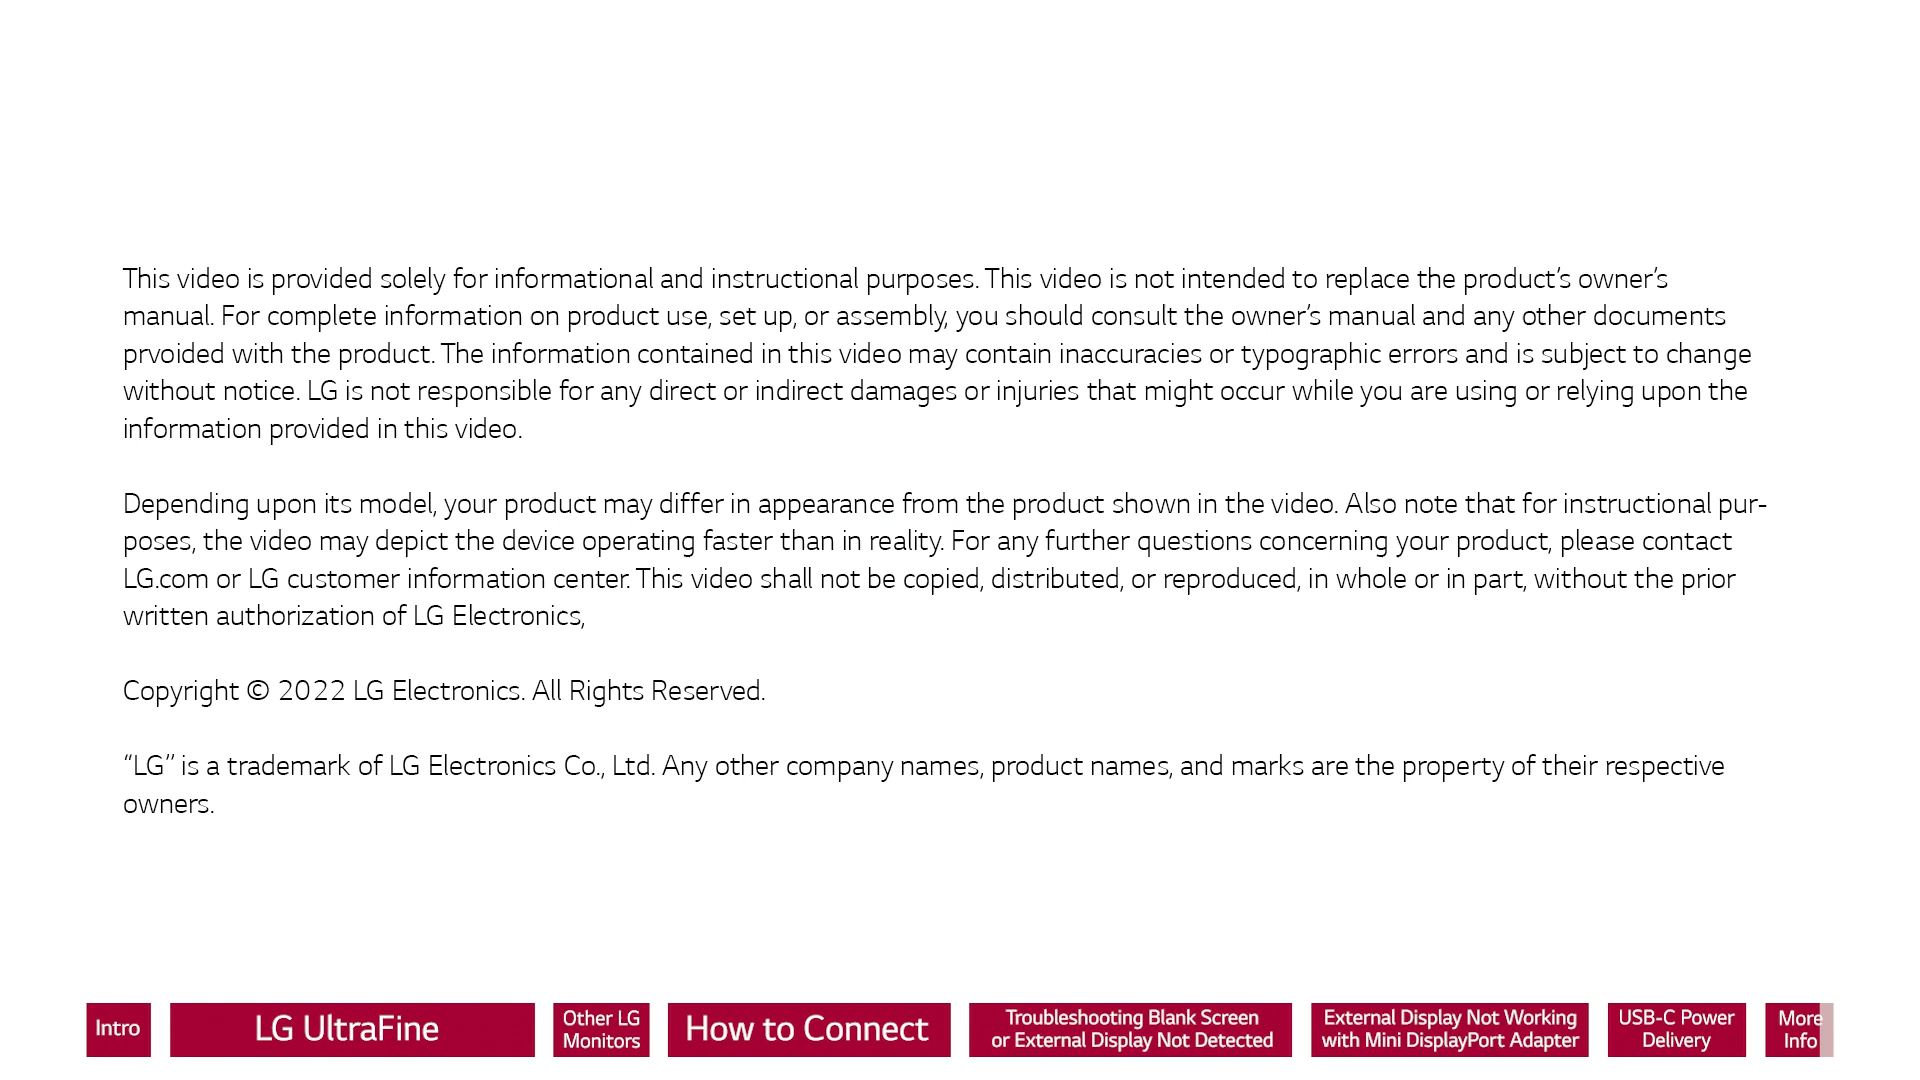 This video is provided solely for informational and instructional purposes. This video is not intended to replace the product’s owner’s
manual. For complete information on product use, set up, or assembly, you should consult the owner’s manual and any other documents
prvoided with the product. The information contained in this video may contain inaccuracies or typographic errors and is subject to change
without notice. LG is not responsible for any direct or indirect damages or injuries that might occur while you are using or relying upon the
information provided in this video.
Depending upon its model, your product may differ in appearance from the product shown in the video. Also note that for instructional pur-
poses, the video may depict the device operating faster than in reality. For any further questions concerning your product, please contact
LG.com or LG customer information center. This video shall not be copied, distributed, or reproduced, in whole or in part, without the prior
written authorization of LG Electronics,
Copyright © 2022 LG Electronics. All Rights Reserved.
“LG” is a trademark of LG Electronics Co., Ltd. Any other company names, product names, and marks are the property of their respective
owners.
Intro
LG UltraFine
Other LG
Monitors
How to Connect
Troubleshooting Blank Screen
or External Display Not Detected
External Display Not Working
with Mini DisplayPort Adapter
USB-C Power
Delivery
More
Info